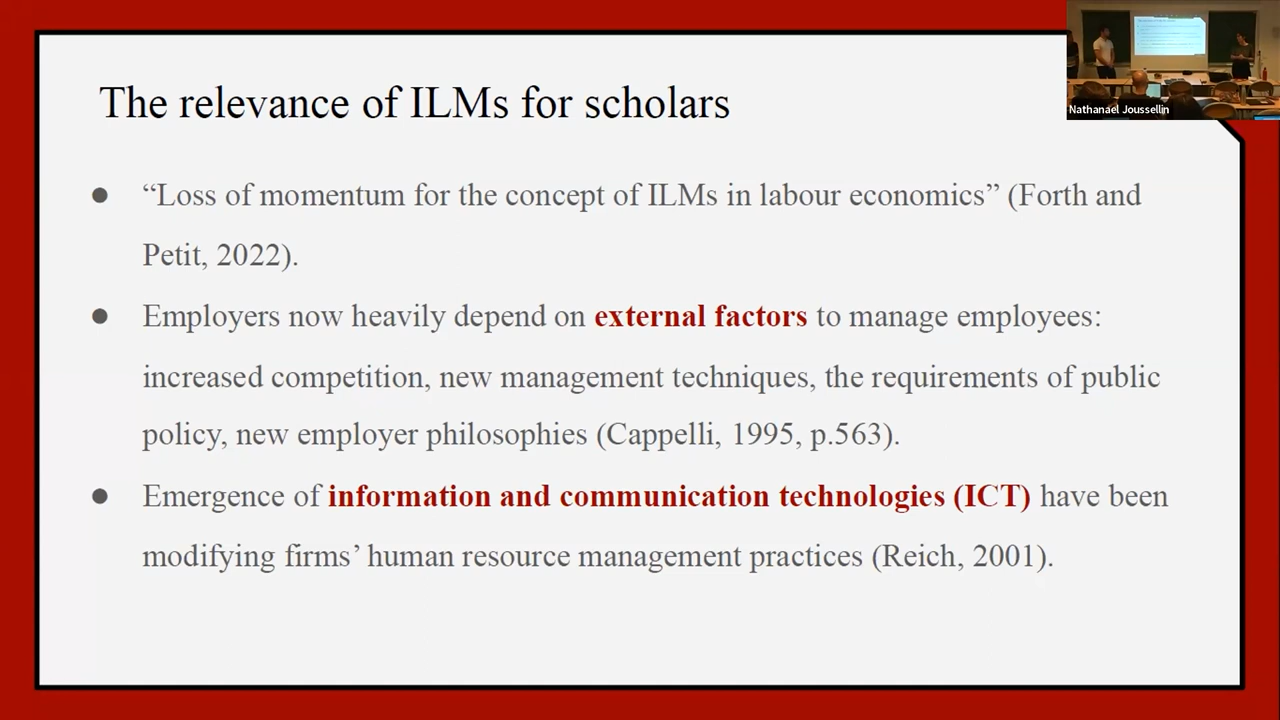 The relevance of ILMs for scholars
Nathanael Joussellin
● “Loss of momentum for the concept of ILMs in labour economics” (Forth and
Petit, 2022).
● Employers now heavily depend on external factors to manage employees:
increased competition, new management techniques, the requirements of public
policy, new employer philosophies (Cappelli, 1995, p.563).
● Emergence of information and communication technologies (ICT) have been
modifying firms’ human resource management practices (Reich, 2001).